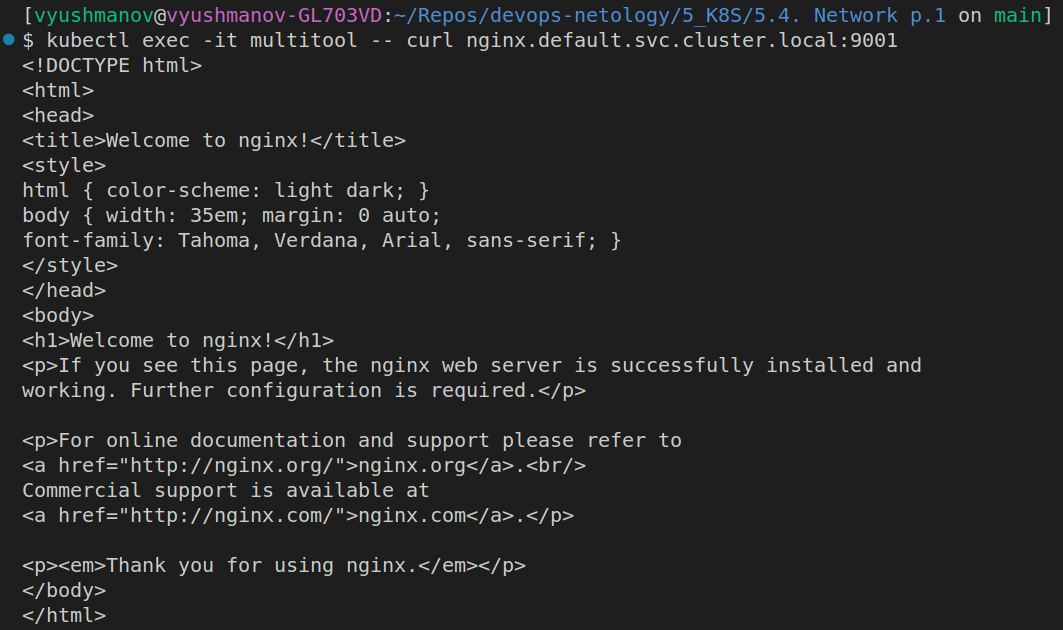 [vyushmanov@vyushmanov-GL703VD:~/Repos/devops-netology/5_K8S/5.4. Network p.1 on main]
$ kubectl exec -it multitool -- curl nginx.default.svc.cluster.local:9001
<!DOCTYPE html>
<html>
<head>
<title>Welcome to nginx!</title>
<style>
html { color-scheme: light dark; }
body { width: 35em; margin: 0 auto;
font-family: Tahoma, Verdana, Arial, sans-serif; }
</style>
</head>
<body>
<h1>Welcome to nginx!</h1>
<p>If you see this page, the nginx web server is successfully installed and
working. Further configuration is required.</p>

<p>For online documentation and support please refer to
<a href="http://nginx.org/">nginx.org</a>.<br/>
Commercial support is available at
<a href="http://nginx.com/">nginx.com</a>.</p>

<p><em>Thank you for using nginx.</em></p>
</body>
</html>